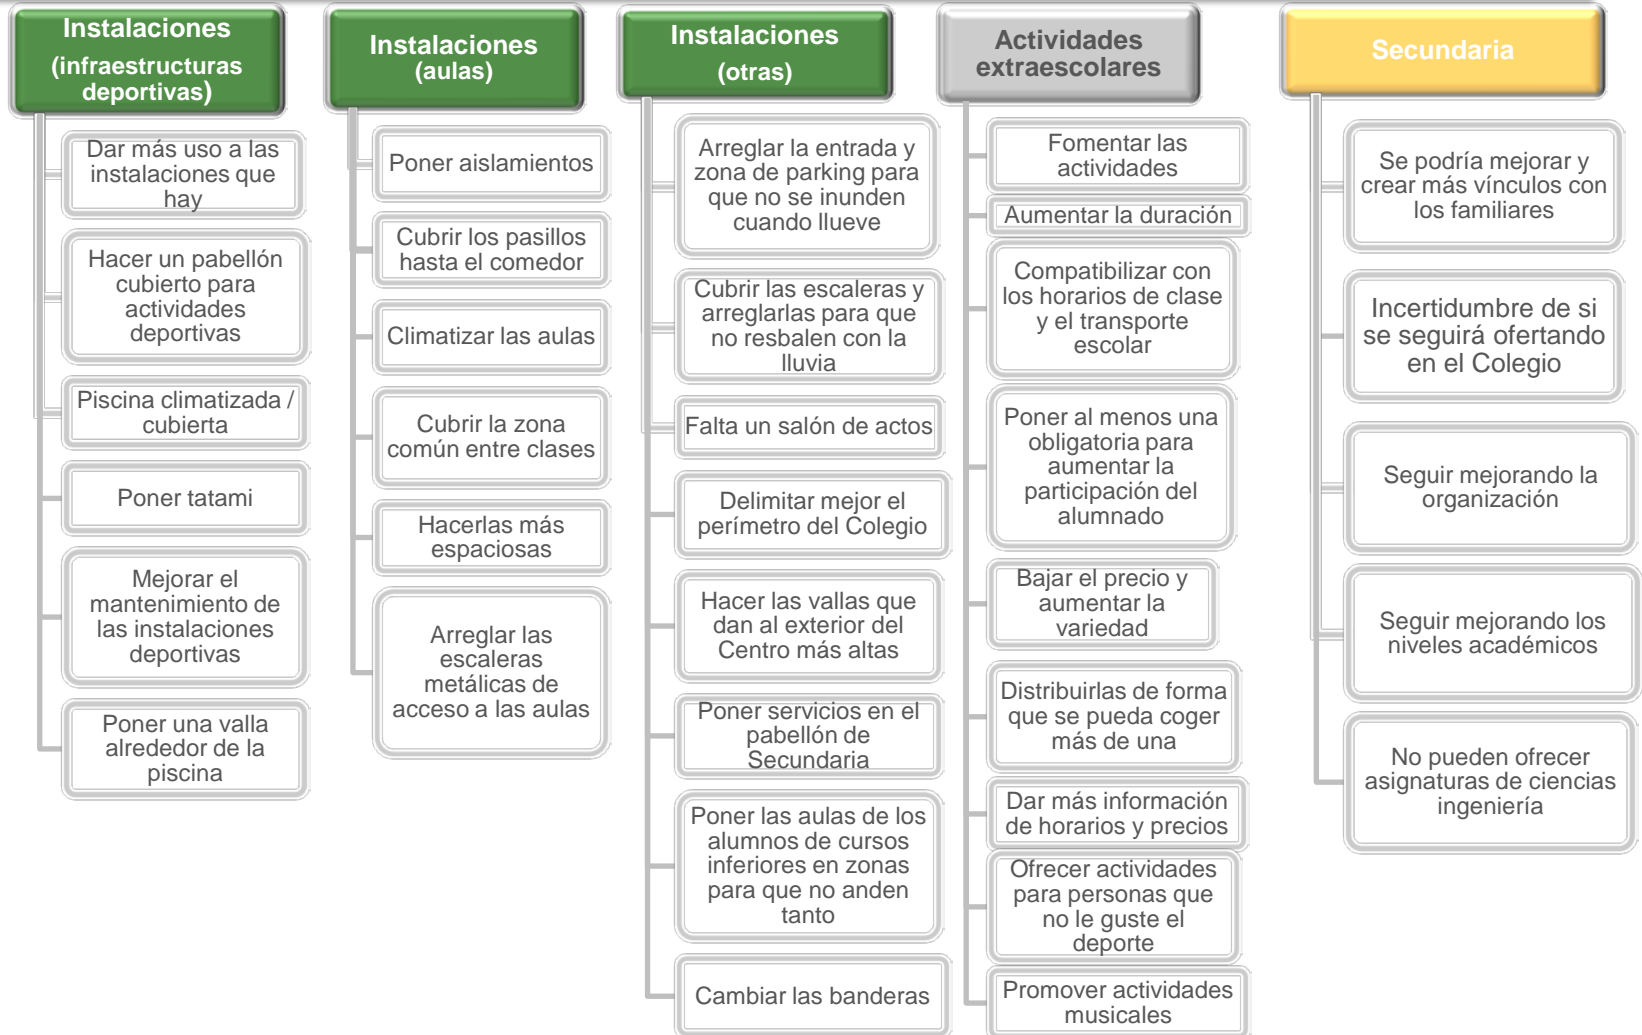 Instalaciones
(infraestructuras
deportivas)
Dar más uso a las
instalaciones que
hay
Hacer un pabellón
cubierto para
actividades
deportivas
Piscina climatizada /
cubierta
Poner tatami
Mejorar el
mantenimiento de
las instalaciones
deportivas
Poner una valla
alrededor de la
piscina
Instalaciones
(aulas)
Poner aislamientos
Cubrir los pasillos
hasta el comedor
Climatizar las aulas
Cubrir la zona
común entre clases
Hacerlas más
espaciosas
Arreglar las
escaleras
metálicas de
acceso a las aulas
Instalaciones
(otras)
Arreglar la entrada y
zona de parking para
que no se inunden
cuando llueve
Cubrir las escaleras y
arreglarlas para que
no resbalen con la
lluvia
Falta un salón de actos
Delimitar mejor el
perímetro del Colegio
Hacer las vallas que
dan al exterior del
Centro más altas
Poner servicios en el
pabellón de
Secundaria
Poner las aulas de los
alumnos de cursos
inferiores en zonas
para que no anden
tanto
Cambiar las banderas
Actividades
extraescolares
Fomentar las
actividades
Aumentar la duración
Compatibilizar con
los horarios de clase
y el transporte
escolar
Poner al menos una
obligatoria para
aumentar la
participación del
alumnado
Bajar el precio y
aumentar la
variedad
Distribuirlas de forma
que se pueda coger
más de una
Dar más información
de horarios y precios
Ofrecer actividades
para personas que
no le guste el
deporte
Promover actividades
musicales
Secundaria
Se podría mejorar y
crear más vínculos con
los familiares
Incertidumbre de si
se seguirá ofertando
en el Colegio
Seguir mejorando la
organización
Seguir mejorando los
niveles académicos
No pueden ofrecer
asignaturas de ciencias
ingeniería